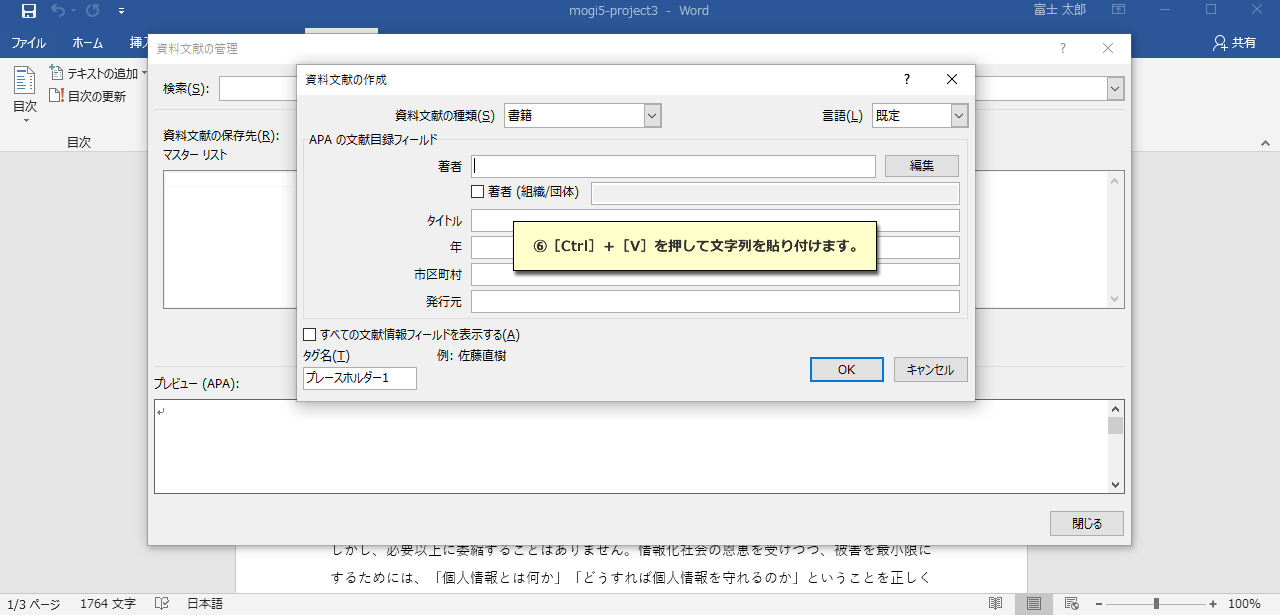 mogi5-project3 - Word
富士 太郎
ファイル
ホーム
挿入
共有
目次
テキストの追加
目次の更新
目次
資料文献の管理
?
検索(S):
資料文献の保存先(R):
マスター リスト
資料文献の作成
?
資料文献の種類(S)
書籍
言語(L)
既定
APA の文献目録フィールド
著者
編集
著者 (組織/団体)
タイトル
⑥［Ctrl］＋［V］を押して文字列を貼り付けます。
年
市区町村
発行元
すべての文献情報フィールドを表示する(A)
タグ名(T)
例: 佐藤直樹
プレースホルダー1
OK
キャンセル
プレビュー (APA):
閉じる
しかし、必要以上に萎縮することはありません。情報化社会の恩恵を受けつつ、被害を最小限に
するためには、「個人情報とは何か」「どうすれば個人情報を守れるのか」ということを正しく
1/3 ページ
1764 文字
日本語
100%